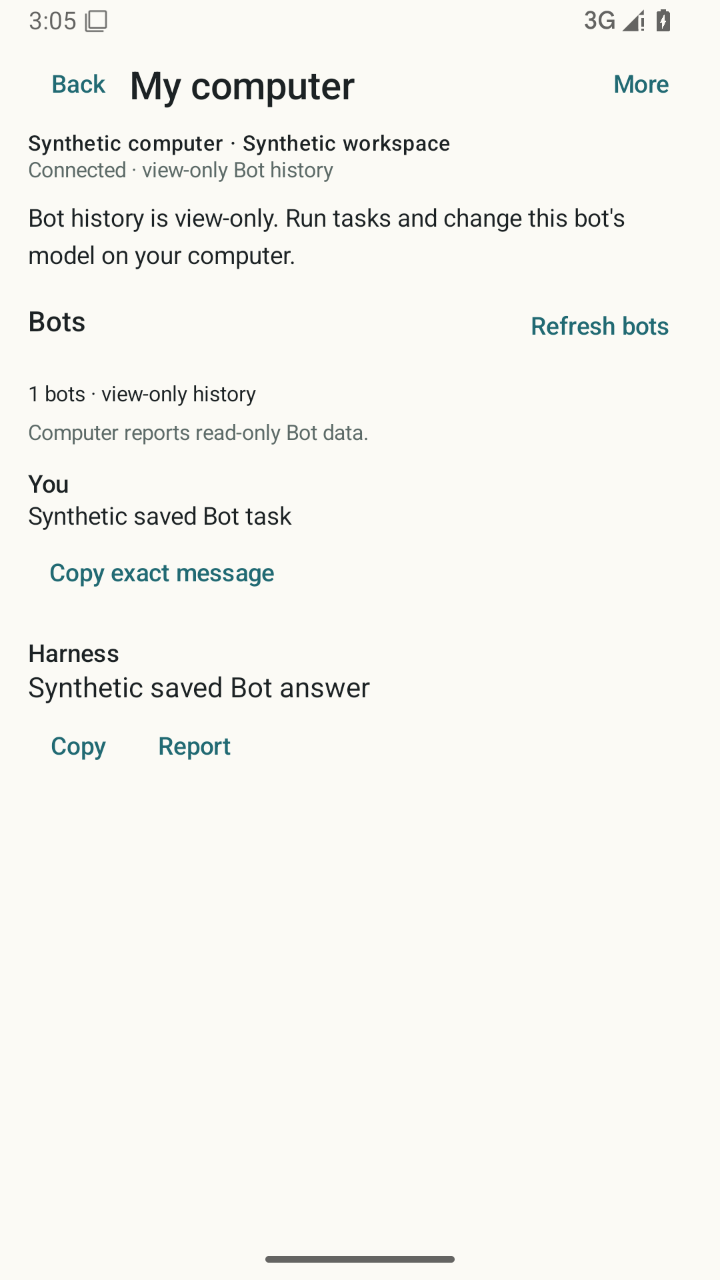 3:05
3G
Back
My computer
More
Synthetic computer · Synthetic workspace
Connected · view-only Bot history
Bot history is view-only. Run tasks and change this bot's
model on your computer.
Bots
Refresh bots
1 bots · view-only history
Computer reports read-only Bot data.
You
Synthetic saved Bot task
Copy exact message
Harness
Synthetic saved Bot answer
Copy
Report